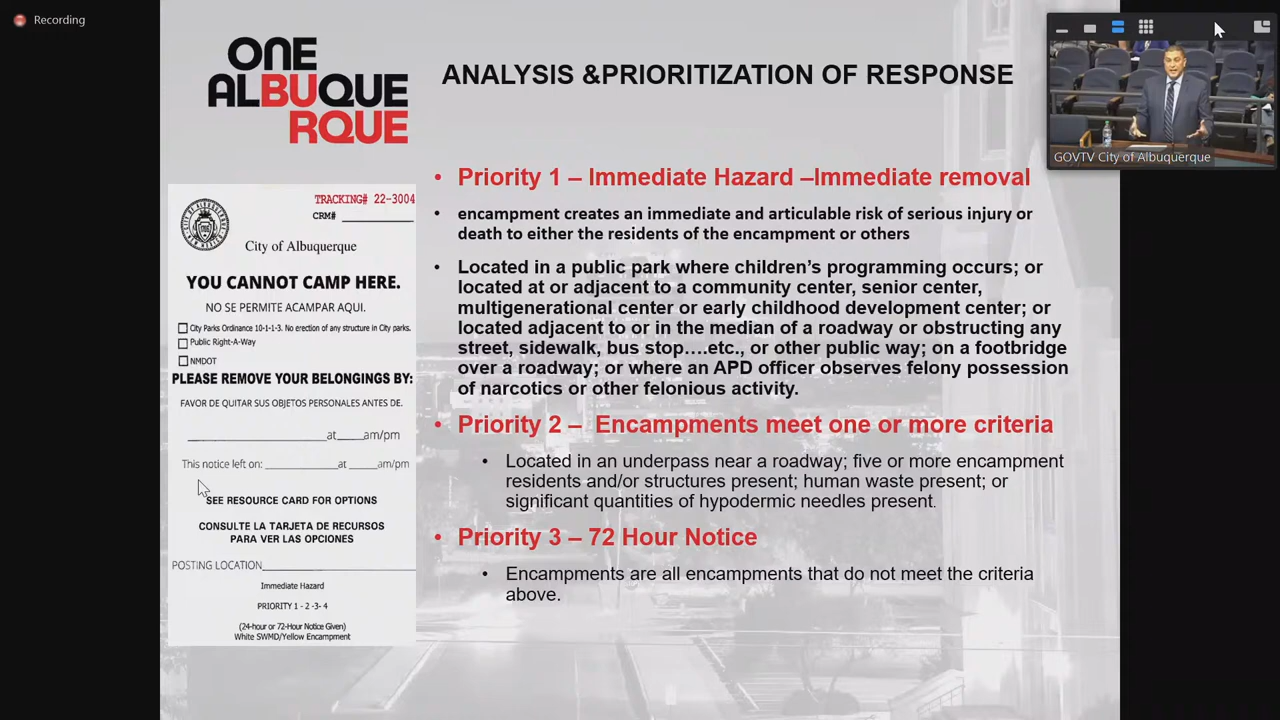 Recording
ONE
ALBUQUE
RQUE
ANALYSIS &PRIORITIZATION OF RESPONSE
GOVTV City of Albuquerque
TRACKING# 22-3004
CRM#
City of Albuquerque
YOU CANNOT CAMP HERE.
NO SE PERMITE ACAMPAR AQUI.
City Parks Ordinance 10-1-1-3. No erection of any structure in City parks.
Public Right-A-Way
NMDOT
PLEASE REMOVE YOUR BELONGINGS BY:
FAVOR DE QUITAR SUS OBJETOS PERSONALES ANTES DE.
at_____am/pm
This notice left on: ________________at _____am/pm
SEE RESOURCE CARD FOR OPTIONS
CONSULTE LA TARJETA DE RECURSOS
PARA VER LAS OPCIONES
POSTING LOCATION
Immediate Hazard
PRIORITY 1 - 2 -3- 4
(24-hour or 72-Hour Notice Given)
White SWMD/Yellow Encampment
• Priority 1 – Immediate Hazard –Immediate removal
• encampment creates an immediate and articulable risk of serious injury or
death to either the residents of the encampment or others
• Located in a public park where children’s programming occurs; or
located at or adjacent to a community center, senior center,
multigenerational center or early childhood development center; or
located adjacent to or in the median of a roadway or obstructing any
street, sidewalk, bus stop….etc., or other public way; on a footbridge
over a roadway; or where an APD officer observes felony possession
of narcotics or other felonious activity.
• Priority 2 – Encampments meet one or more criteria
• Located in an underpass near a roadway; five or more encampment
residents and/or structures present; human waste present; or
significant quantities of hypodermic needles present.
• Priority 3 – 72 Hour Notice
• Encampments are all encampments that do not meet the criteria
above.